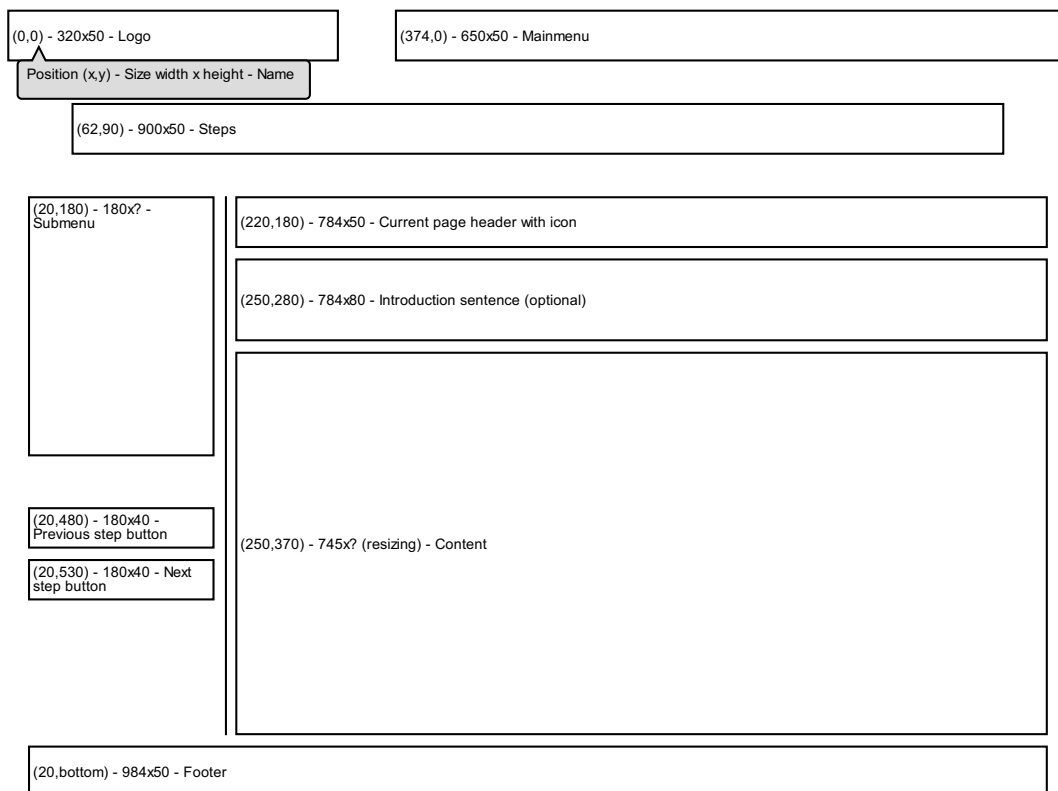 (0,0) - 320x50 - Logo
(374,0) - 650x50 - Mainmenu
Position (x,y) - Size width x height - Name
(62,90) - 900x50 - Steps
(20,180) - 180x? -
Submenu
(220,180) - 784x50 - Current page header with icon
(250,280) - 784x80 - Introduction sentence (optional)
(20,480) - 180x40 -
Previous step button
(250,370) - 745x? (resizing) - Content
(20,530) - 180x40 - Next
step button
(20,bottom) - 984x50 - Footer